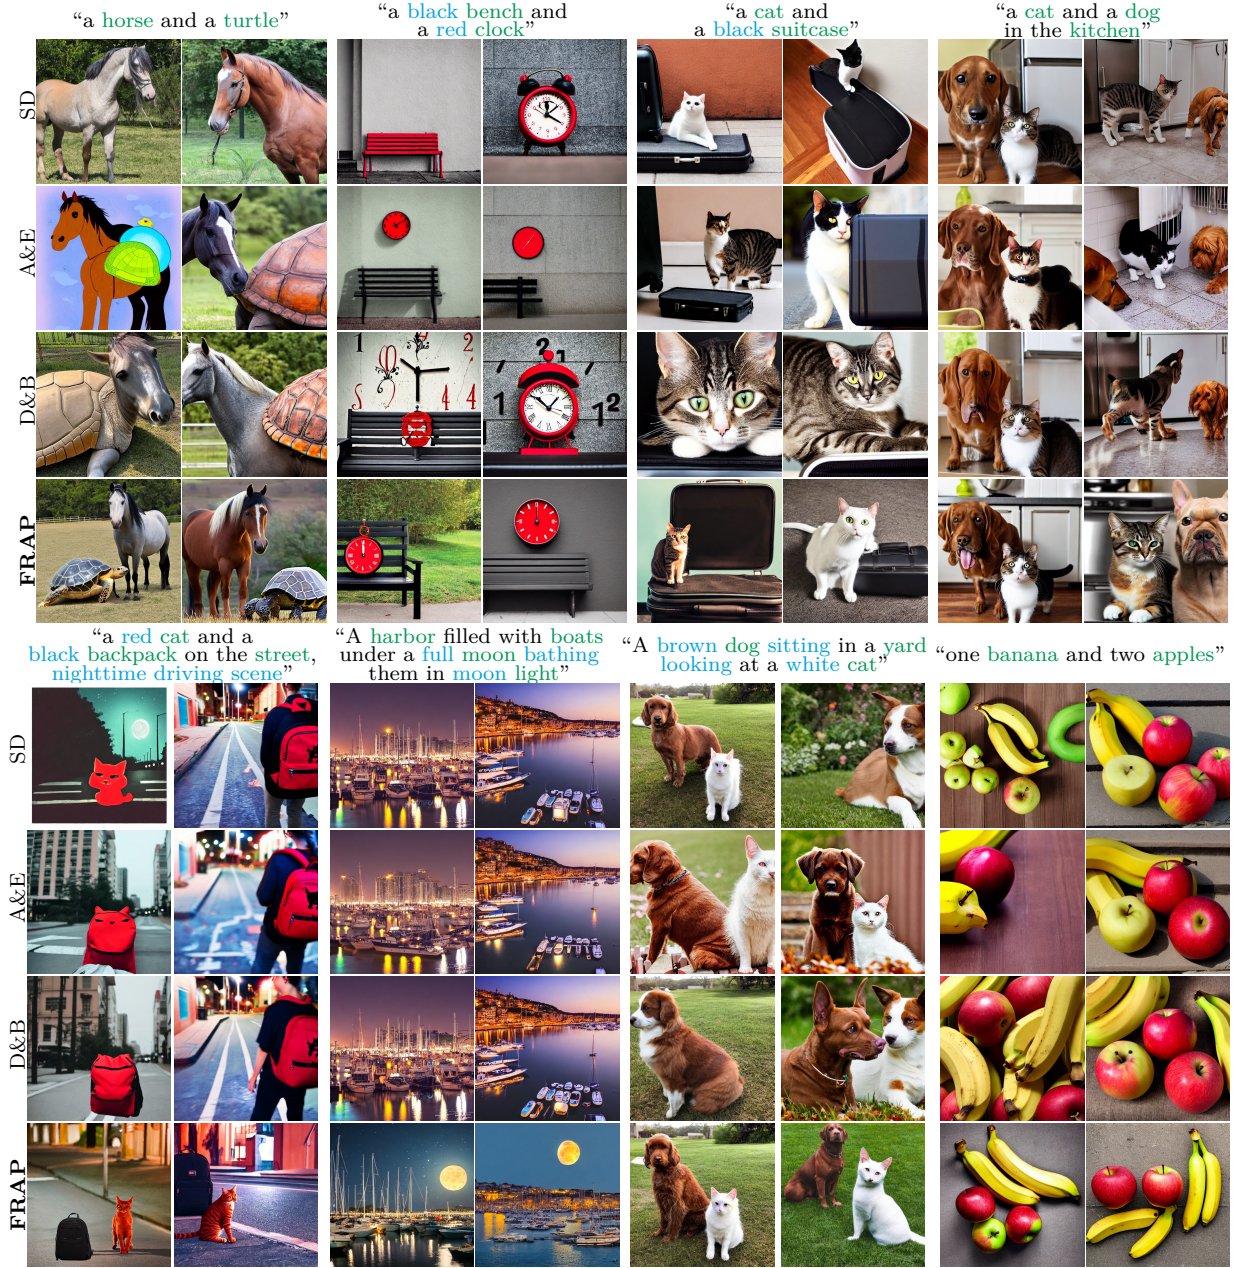 “a horse and a turtle”
“a black bench and
a red clock”
“a cat and
a black suitcase”
“a cat and a dog
in the kitchen”
SD
A&E
D&B
FRAP
“a red cat and a
black backpack on the street,
nighttime driving scene”
“A harbor filled with boats
under a full moon bathing
them in moon light”
“A brown dog sitting in a yard
looking at a white cat”
“one banana and two apples”
SD
A&E
D&B
FRAP